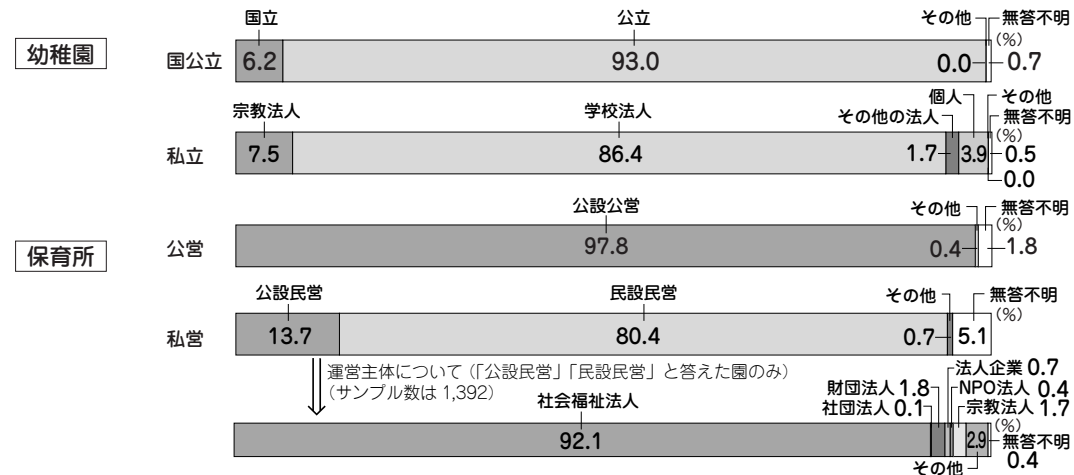 幼稚園
国立 公立 その他 無答不明
(%)
国公立 6.2 93.0 0.0 0.7
個人 その他
宗教法人 学校法人 その他の法人 無答不明
(%)
私立 7.5 86.4 1.7 3.9 0.5
0.0
保育所
公設公営 その他 無答不明
(%)
公営 97.8 0.4 1.8
公設民営 民設民営 その他 無答不明
(%)
私営 13.7 80.4 0.7 5.1
運営主体について(「公設民営」「民設民営」と答えた園のみ)
(サンプル数は 1,392)
法人企業 0.7
財団法人 1.8 NPO法人 0.4
社会福祉法人 社団法人 0.1 宗教法人 1.7
(%)
92.1 2.9 無答不明
0.4
その他